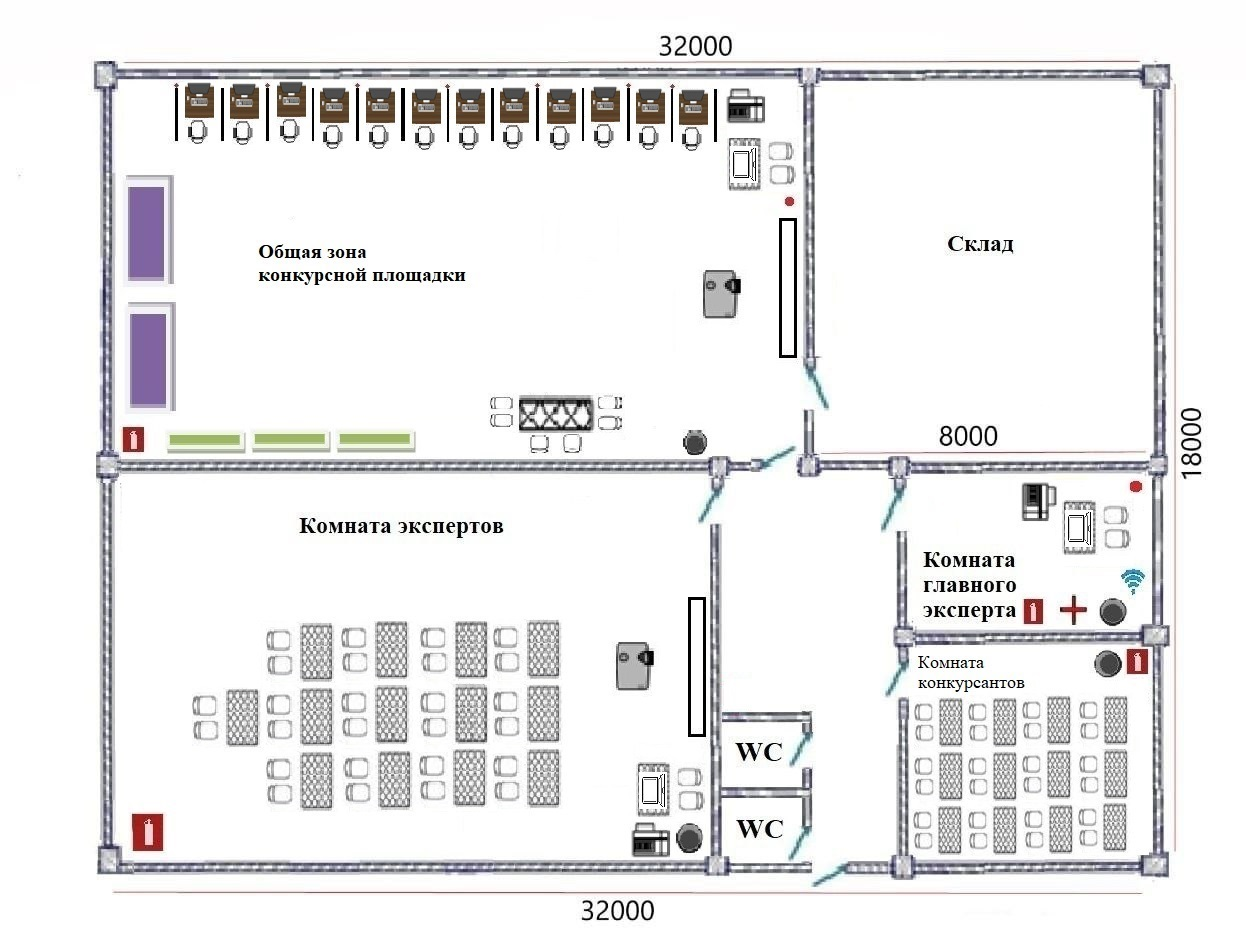 32000
Общая зона
конкурсной площадки
Склад
8000
18000
Комната экспертов
Комната
главного
эксперта
Комната
конкурсантов
WC
WC
32000